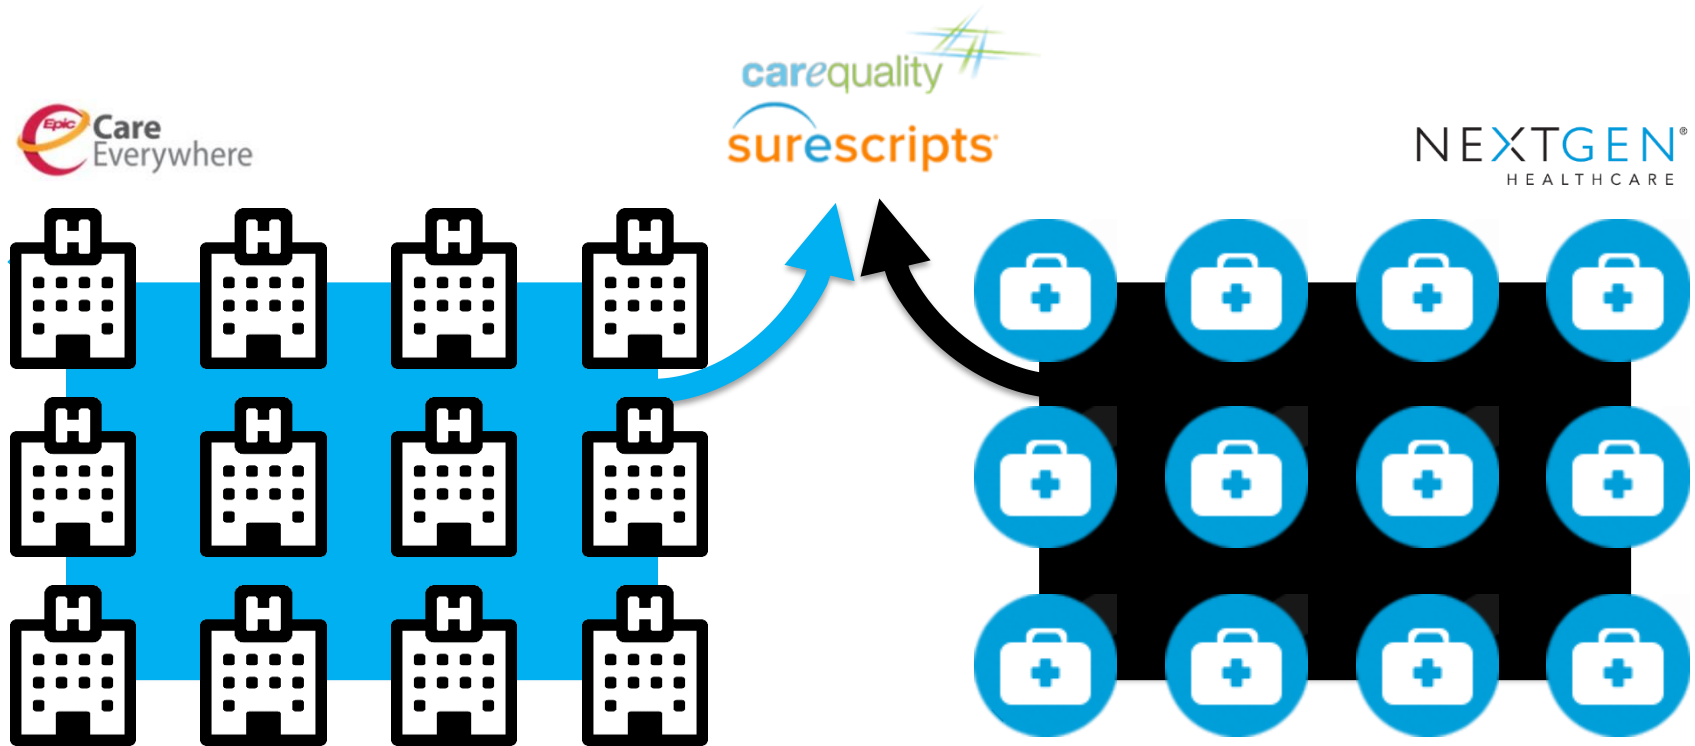 carequality
surescripts
Epic
Care
Everywhere
NEXTGEN®
HEALTHCARE
H H H H
H H H H
H H H H